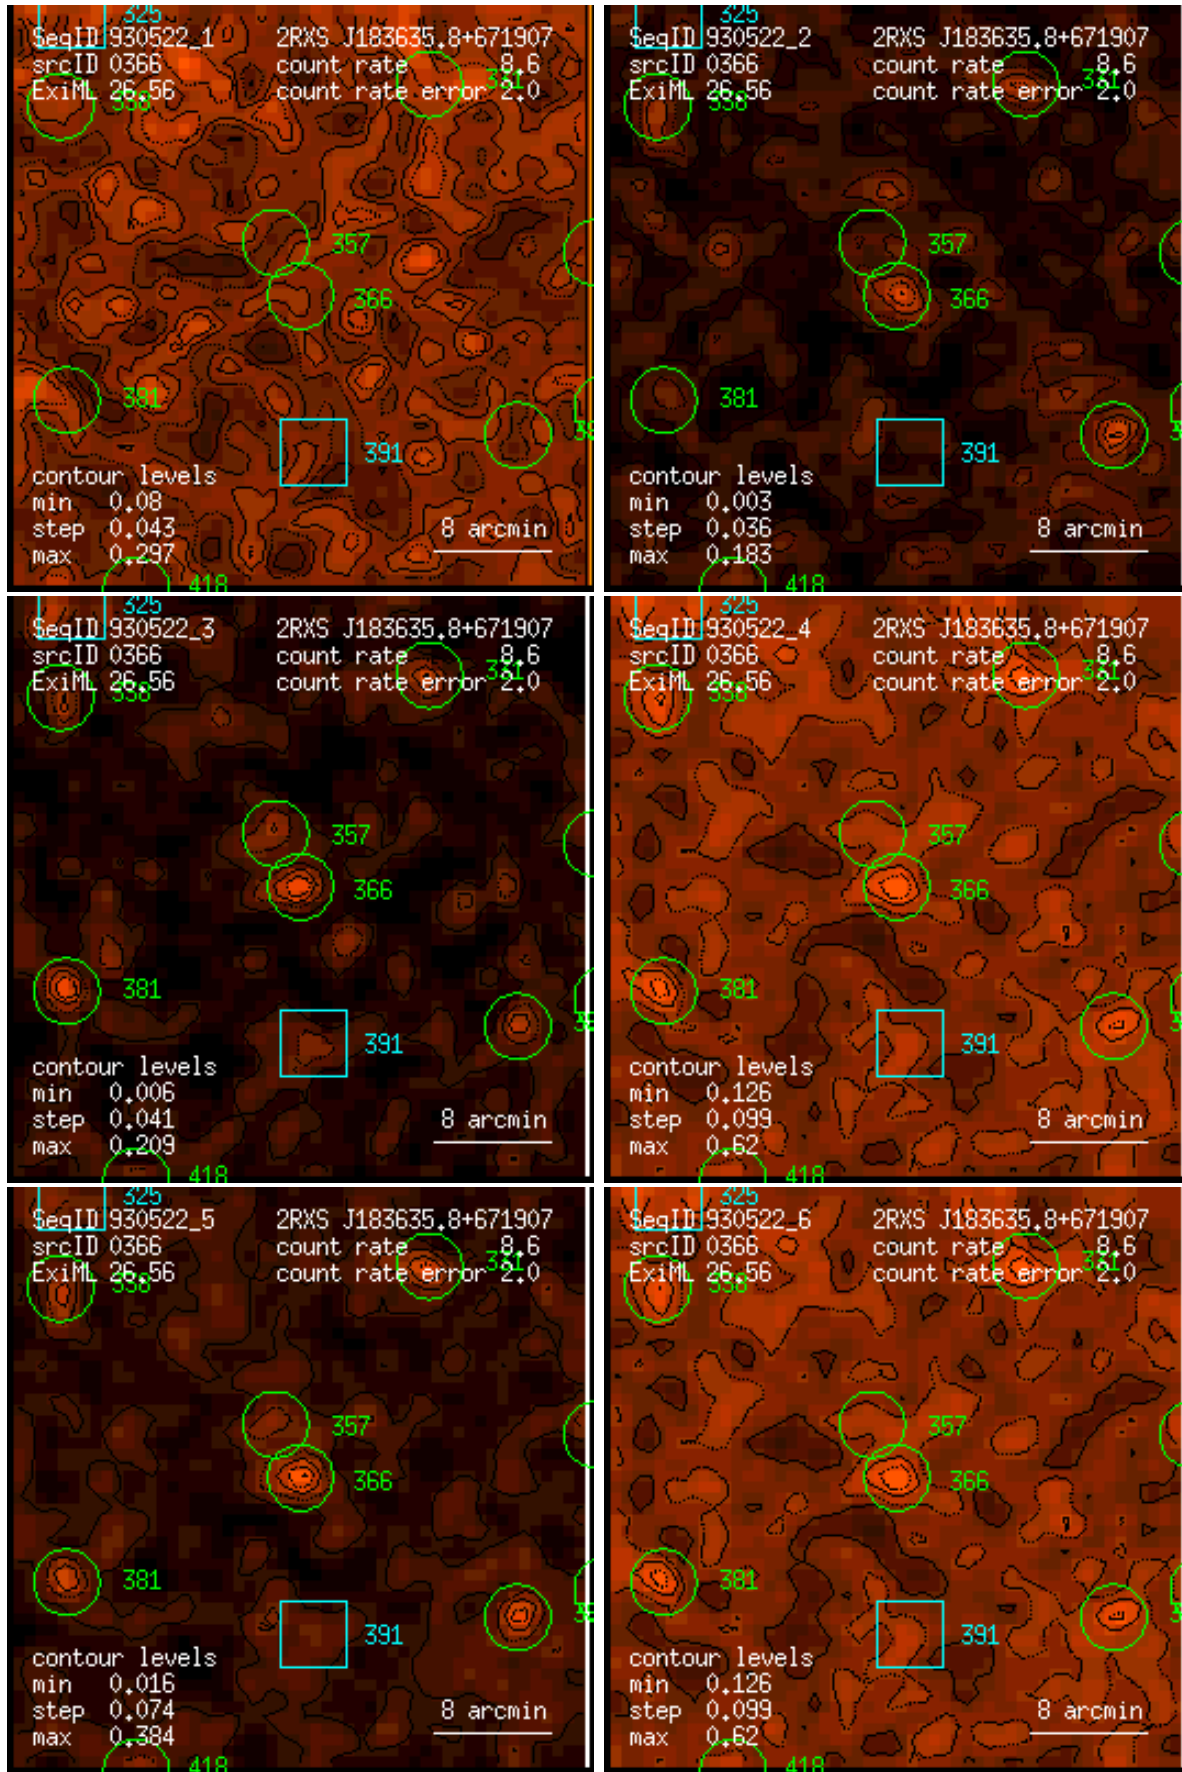 325
SeqID 930522_1 2RXS J183635.8+671907
srcID 0366 count rate 8.6
ExiML 26.56 count rate error 2.0
331
338
357
366
381
391
contour levels
min 0.08
step 0.043 8 arcmin
max 0.297
418
325
SeqID 930522_2 2RXS J183635.8+671907
srcID 0366 count rate 8.6
ExiML 26.56 count rate error 2.0
331
338
357
366
381
391
contour levels
min 0.003
step 0.036 8 arcmin
max 0.183
418
325
SeqID 930522_3 2RXS J183635.8+671907
srcID 0366 count rate 8.6
ExiML 26.56 count rate error 2.0
331
338
357
366
381
391
contour levels
min 0.006
step 0.041 8 arcmin
max 0.209
418
325
SeqID 930522_4 2RXS J183635.8+671907
srcID 0366 count rate 8.6
ExiML 26.56 count rate error 2.0
331
338
357
366
381
391
contour levels
min 0.126
step 0.099 8 arcmin
max 0.62
418
325
SeqID 930522_5 2RXS J183635.8+671907
srcID 0366 count rate 8.6
ExiML 26.56 count rate error 2.0
331
338
357
366
381
391
contour levels
min 0.016
step 0.074 8 arcmin
max 0.384
418
325
SeqID 930522_6 2RXS J183635.8+671907
srcID 0366 count rate 8.6
ExiML 26.56 count rate error 2.0
331
338
357
366
381
391
contour levels
min 0.126
step 0.099 8 arcmin
max 0.62
418